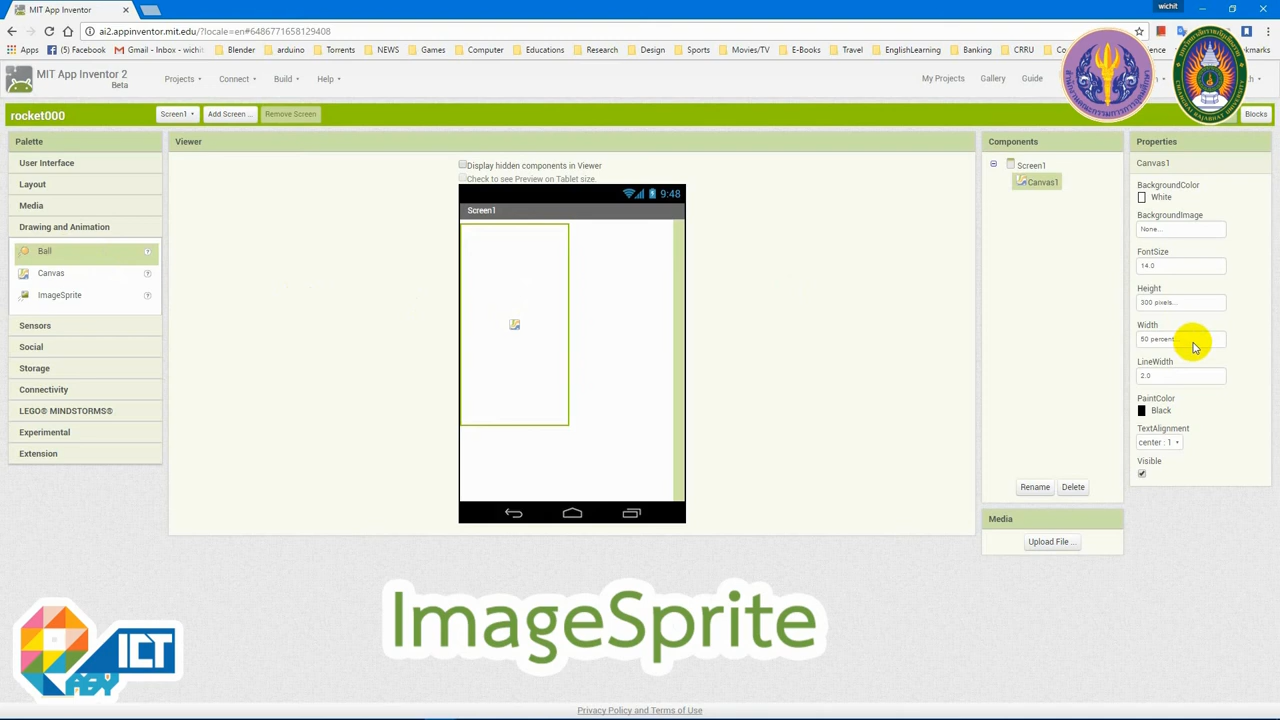 MIT App Inventor
wichit
ai2.appinventor.mit.edu/?locale=en#6486771658129408
Apps
(5) Facebook
Gmail - Inbox - wichit
Blender
arduino
Torrents
NEWS
Games
Computer
Educations
Research
Design
Sports
Movies/TV
E-Books
Travel
EnglishLearning
Banking
CRRU
MIT App Inventor 2
Beta
Projects
Connect
Build
Help
My Projects
Gallery
Guide
rocket000
Screen1
Add Screen ...
Remove Screen
Blocks
Palette
User Interface
Layout
Media
Drawing and Animation
Ball
Canvas
ImageSprite
Sensors
Social
Storage
Connectivity
LEGO® MINDSTORMS®
Experimental
Extension
Viewer
Display hidden components in Viewer
Check to see Preview on Tablet size.
9:48
Screen1
Components
Screen1
Canvas1
Rename
Delete
Media
Upload File ...
Properties
Canvas1
BackgroundColor
White
BackgroundImage
None...
FontSize
14.0
Height
300 pixels...
Width
50 percent...
LineWidth
2.0
PaintColor
Black
TextAlignment
center : 1
Visible
ImageSprite
ICT
Privacy Policy and Terms of Use